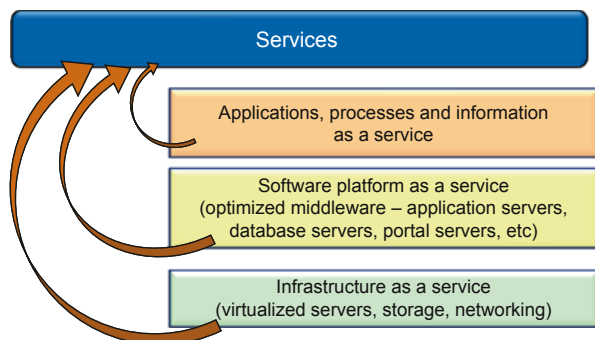 Services
Applications, processes and information
as a service
Software platform as a service
(optimized middleware – application servers,
database servers, portal servers, etc)
Infrastructure as a service
(virtualized servers, storage, networking)